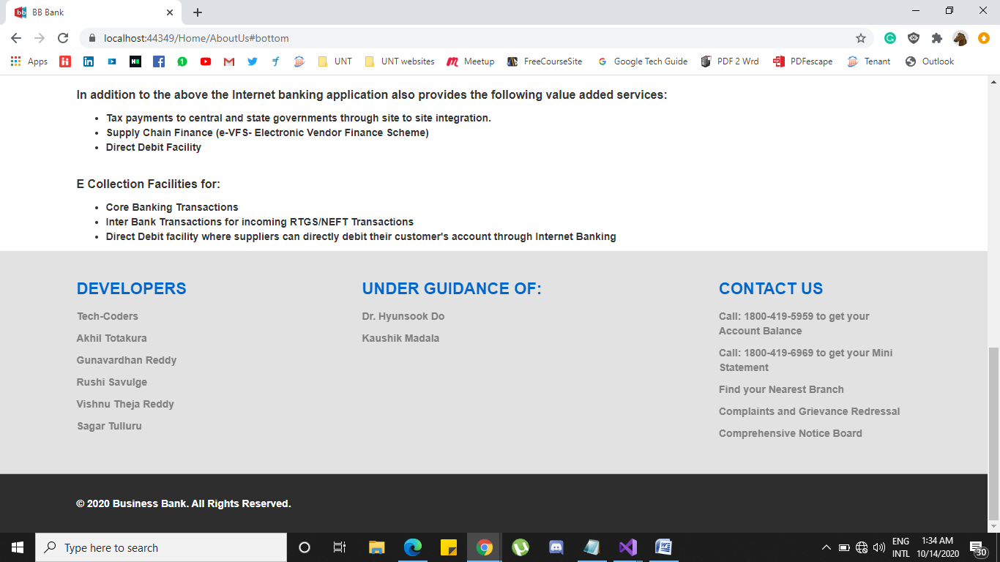 BB Bank
localhost:44349/Home/AboutUs#bottom
Apps
UNT
UNT websites
Meetup
FreeCourseSite
Google Tech Guide
PDF 2 Wrd
PDFescape
Tenant
Outlook
In addition to the above the Internet banking application also provides the following value added services:
• Tax payments to central and state governments through site to site integration.
• Supply Chain Finance (e-VFS- Electronic Vendor Finance Scheme)
• Direct Debit Facility
E Collection Facilities for:
• Core Banking Transactions
• Inter Bank Transactions for incoming RTGS/NEFT Transactions
• Direct Debit facility where suppliers can directly debit their customer's account through Internet Banking
DEVELOPERS
Tech-Coders
Akhil Totakura
Gunavardhan Reddy
Rushi Savulge
Vishnu Theja Reddy
Sagar Tulluru
UNDER GUIDANCE OF:
Dr. Hyunsook Do
Kaushik Madala
CONTACT US
Call: 1800-419-5959 to get your
Account Balance
Call: 1800-419-6969 to get your Mini
Statement
Find your Nearest Branch
Complaints and Grievance Redressal
Comprehensive Notice Board
© 2020 Business Bank. All Rights Reserved.
Type here to search
ENG
INTL
1:34 AM
10/14/2020
30